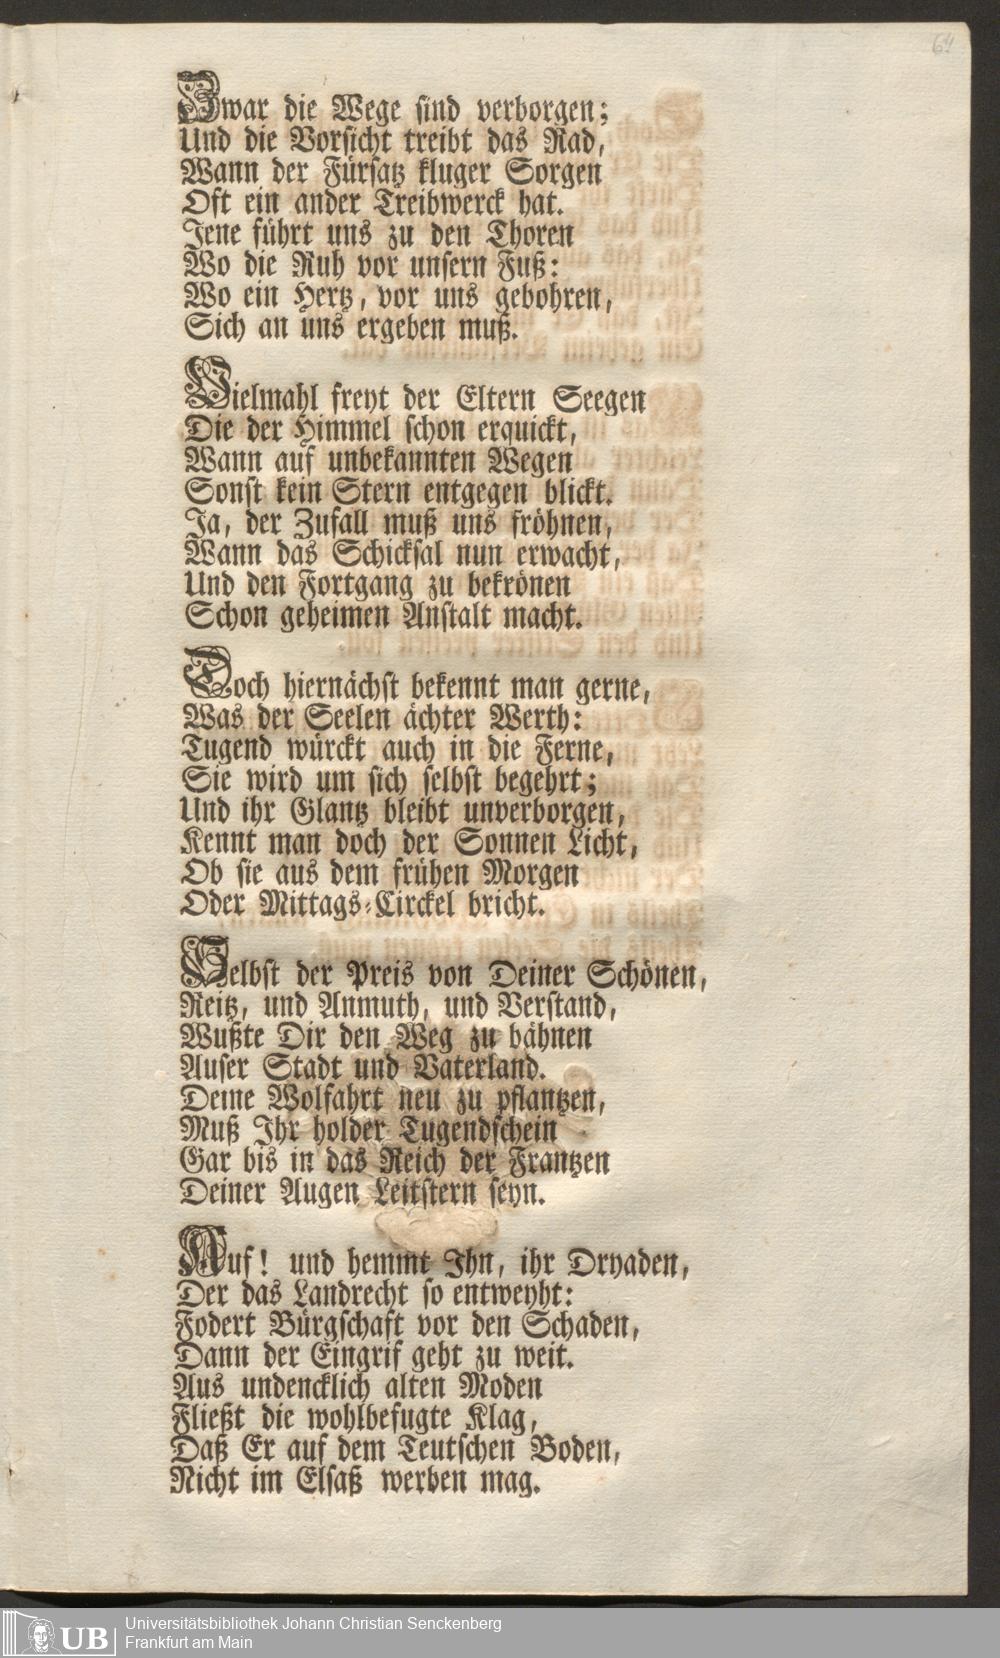 64
Zwar die Wege sind verborgen;
Und die Vorsicht treibt das Rad,
Wann der Fürsatz kluger Sorgen
Oft ein ander Treibwerck hat.
Jene führt uns zu den Thoren
Wo die Ruh vor unsern Fuß:
Wo ein Hertz, vor uns gebohren,
Sich an uns ergeben muß.
Vielmahl freyt der Eltern Seegen
Die der Himmel schon erquickt,
Wann auf unbekannten Wegen
Sonst kein Stern entgegen blickt.
Ja, der Zufall muß uns fröhnen,
Wann das Schicksal nun erwacht,
Und den Fortgang zu bekrönen
Schon geheimen Anstalt macht.
Doch hiernächst bekennt man gerne,
Was der Seelen ächter Werth:
Tugend würckt auch in die Ferne,
Sie wird um sich selbst begehrt;
Und ihr Glantz bleibt unverborgen,
Kennt man doch der Sonnen Licht,
Ob sie aus dem frühen Morgen
Oder Mittags-Circkel bricht.
Selbst der Preis von Deiner Schönen,
Reitz, und Anmuth, und Verstand,
Wußte Dir den Weg zu bähnen
Auser Stadt und Vaterland.
Deine Wolfahrt neu zu pflantzen,
Muß Ihr holder Tugendschein
Gar bis in das Reich der Frantzen
Deiner Augen Leitstern seyn.
Auf! und hemmt Ihn, ihr Dryaden,
Der das Landrecht so entweyht:
Fodert Bürgschaft vor den Schaden,
Dann der Eingrif geht zu weit.
Aus undencklich alten Moden
Fließt die wohlbefugte Klag,
Daß Er auf dem Teutschen Boden,
Nicht im Elsaß werben mag.
UB
Universitätsbibliothek Johann Christian Senckenberg
Frankfurt am Main